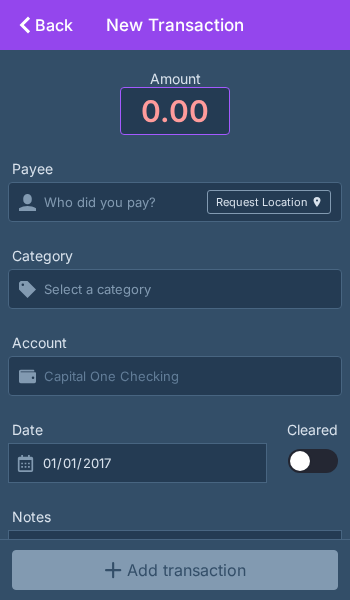 Back
New Transaction
Amount
0.00
Payee
Who did you pay?
Request Location
Category
Select a category
Account
Capital One Checking
Date
Cleared
01/01/2017
Notes
Add transaction